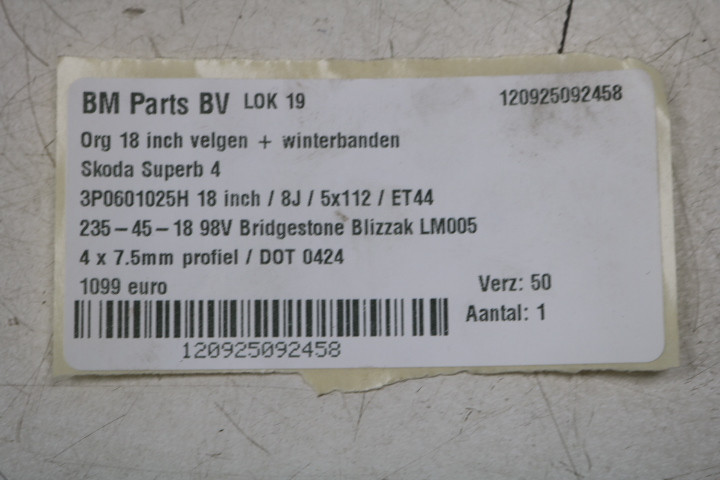 BM Parts BV LOK 19 120925092458
Org 18 inch velgen + winterbanden
Skoda Superb 4
3P0601025H 18 inch / 8J / 5x112 / ET44
235-45-18 98V Bridgestone Blizzak LM005
4 x 7.5mm profiel / DOT 0424
1099 euro Verz: 50
Aantal: 1
120925092458